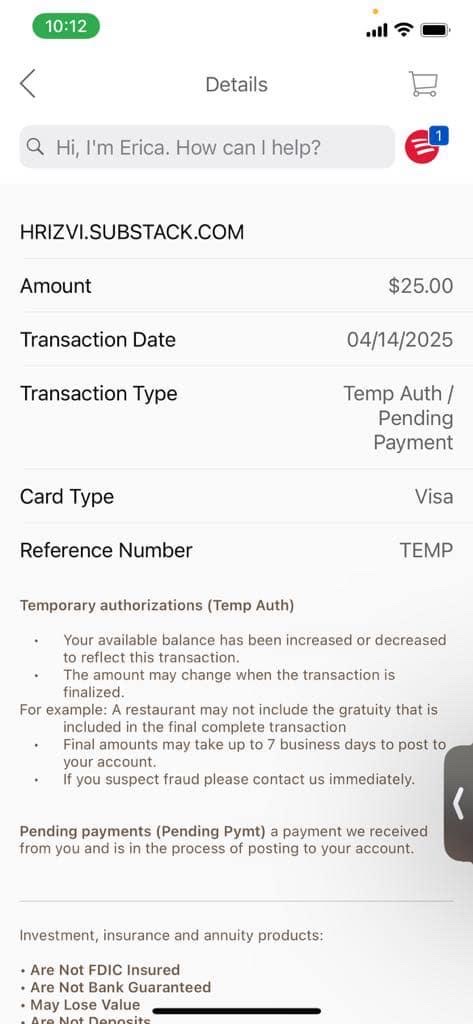 10:12
Details
Hi, I'm Erica. How can I help?
1
HRIZVI.SUBSTACK.COM
Amount
$25.00
Transaction Date
04/14/2025
Transaction Type
Temp Auth /
Pending
Payment
Card Type
Visa
Reference Number
TEMP
Temporary authorizations (Temp Auth)
• Your available balance has been increased or decreased
to reflect this transaction.
• The amount may change when the transaction is
finalized.
For example: A restaurant may not include the gratuity that is
included in the final complete transaction
• Final amounts may take up to 7 business days to post to
your account.
• If you suspect fraud please contact us immediately.
Pending payments (Pending Pymt) a payment we received
from you and is in the process of posting to your account.
Investment, insurance and annuity products:
• Are Not FDIC Insured
• Are Not Bank Guaranteed
• May Lose Value
• Are Not Deposits